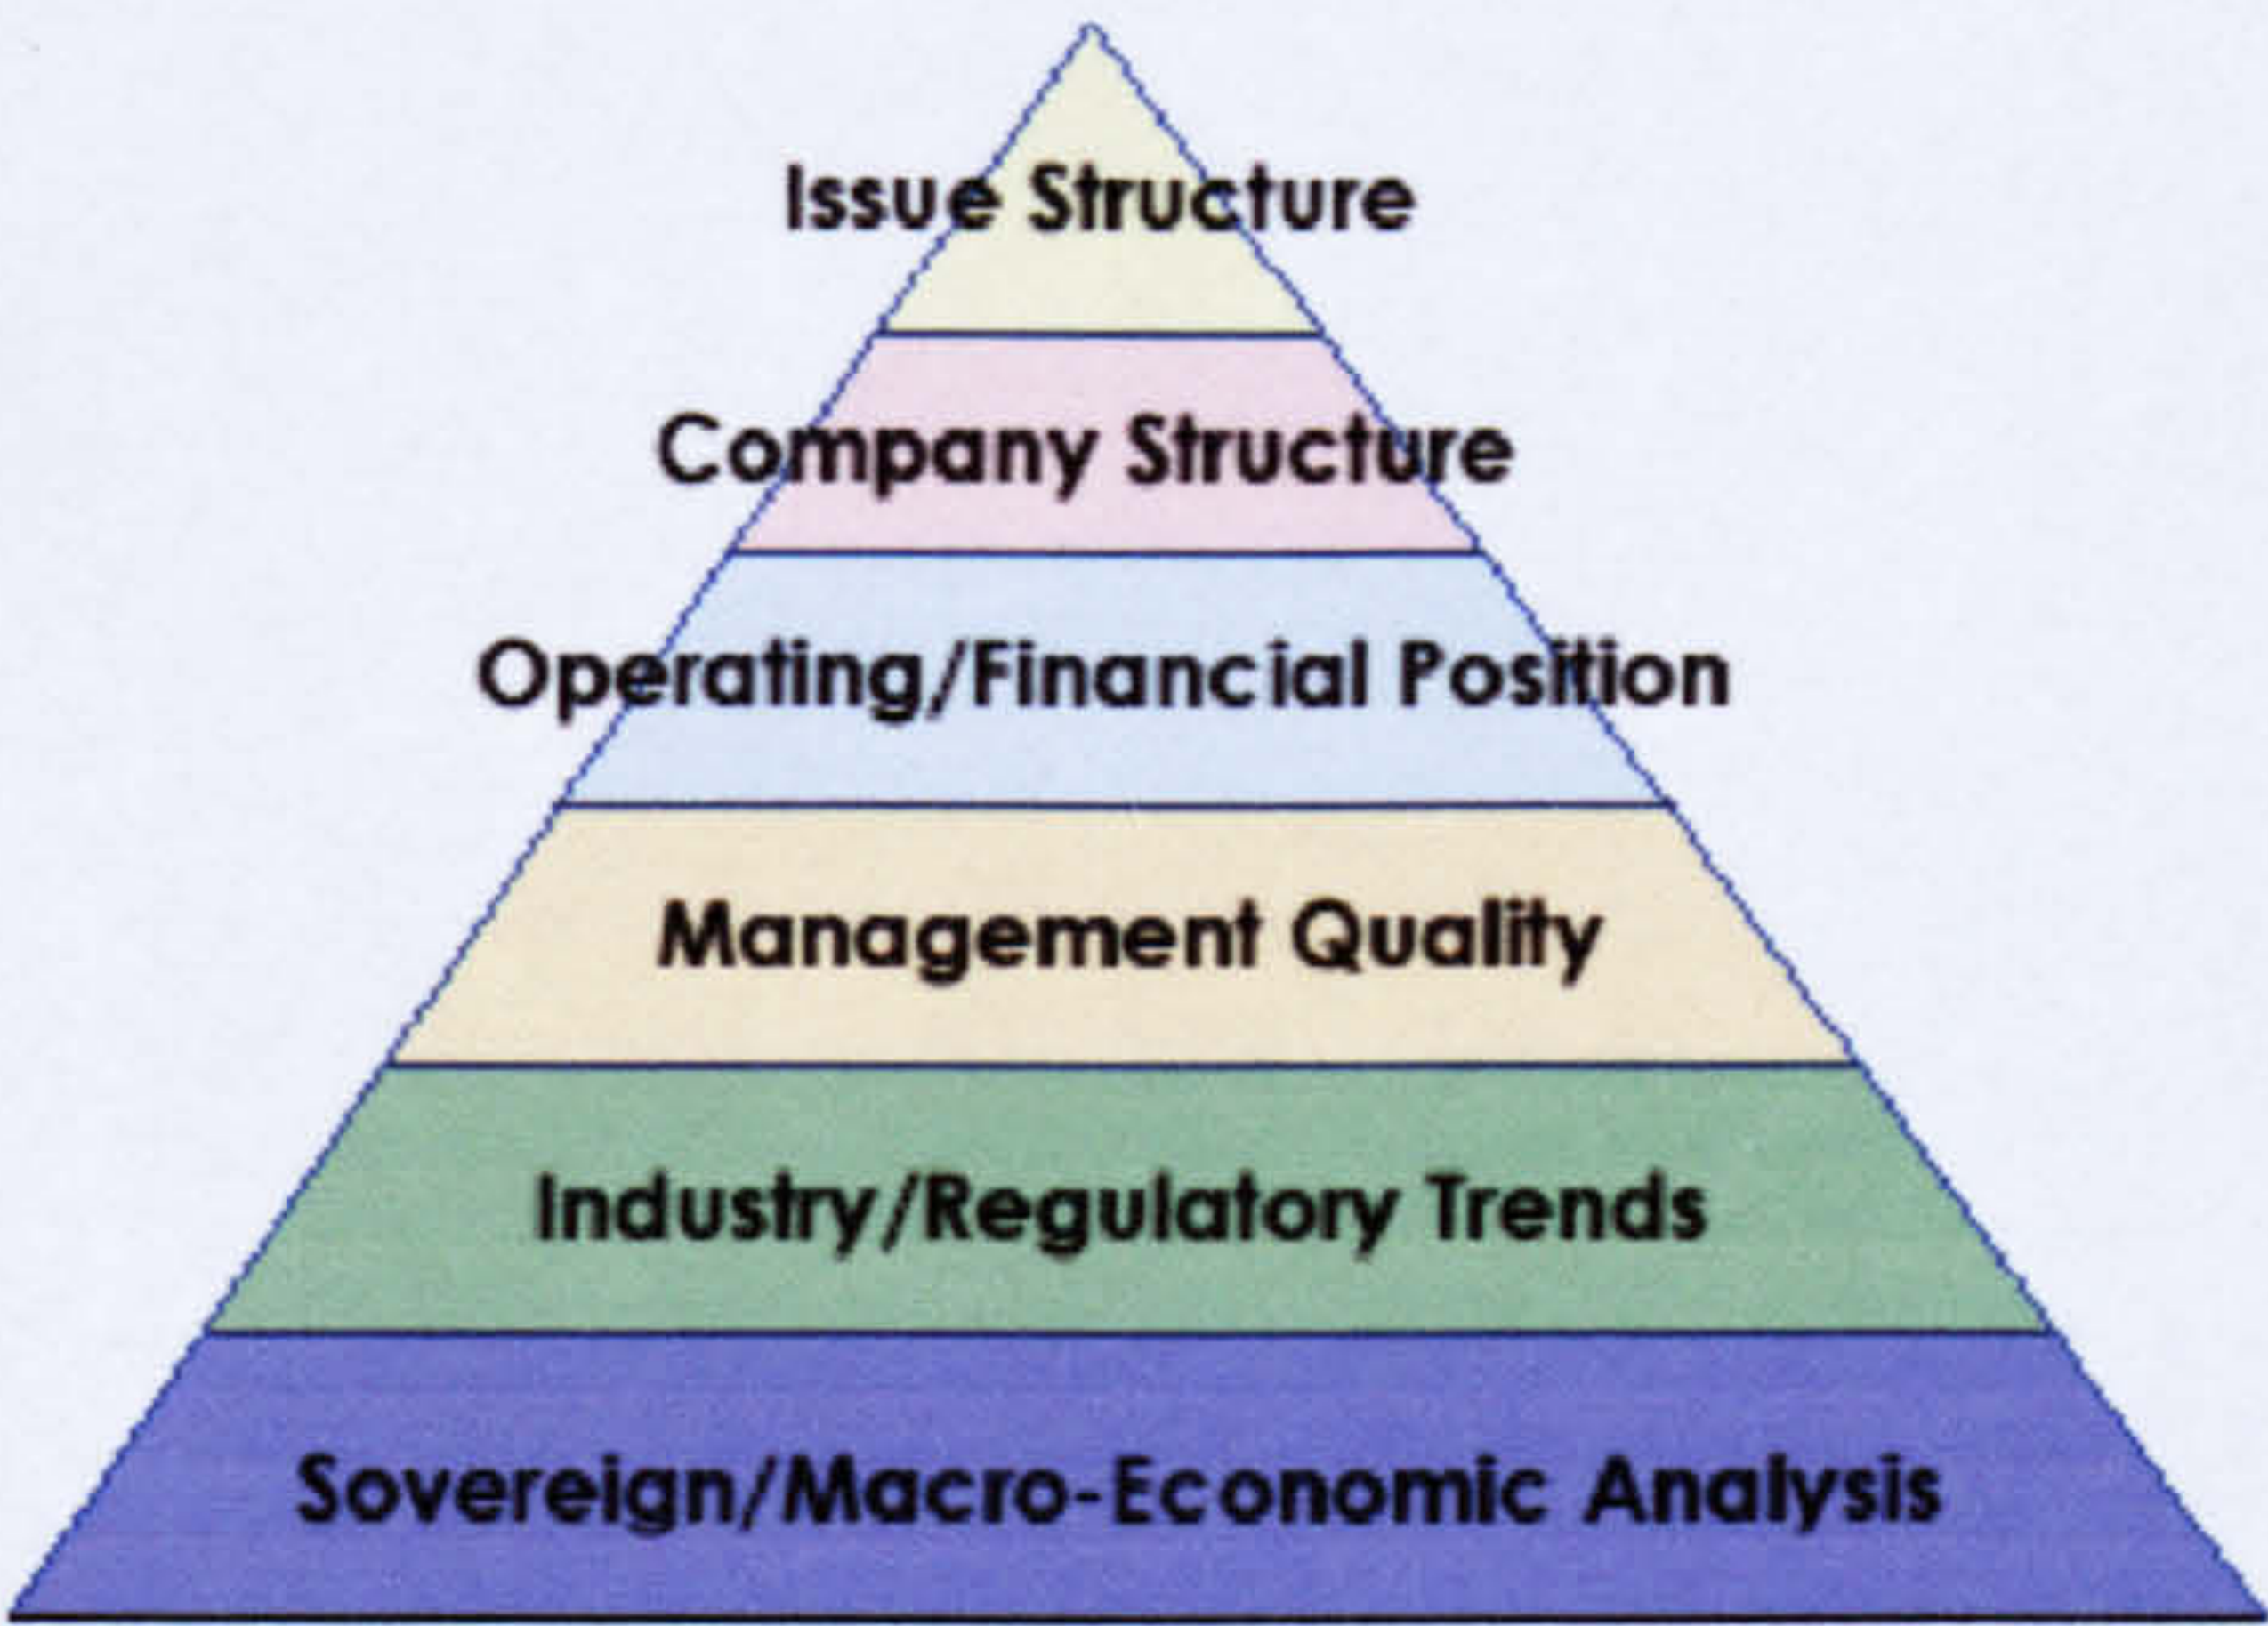 Issue Structure
Company Structure
Operating/Financial Position
Management Quality
Industry/Regulatory Trends
Sovereign/Macro-Economic Analysis